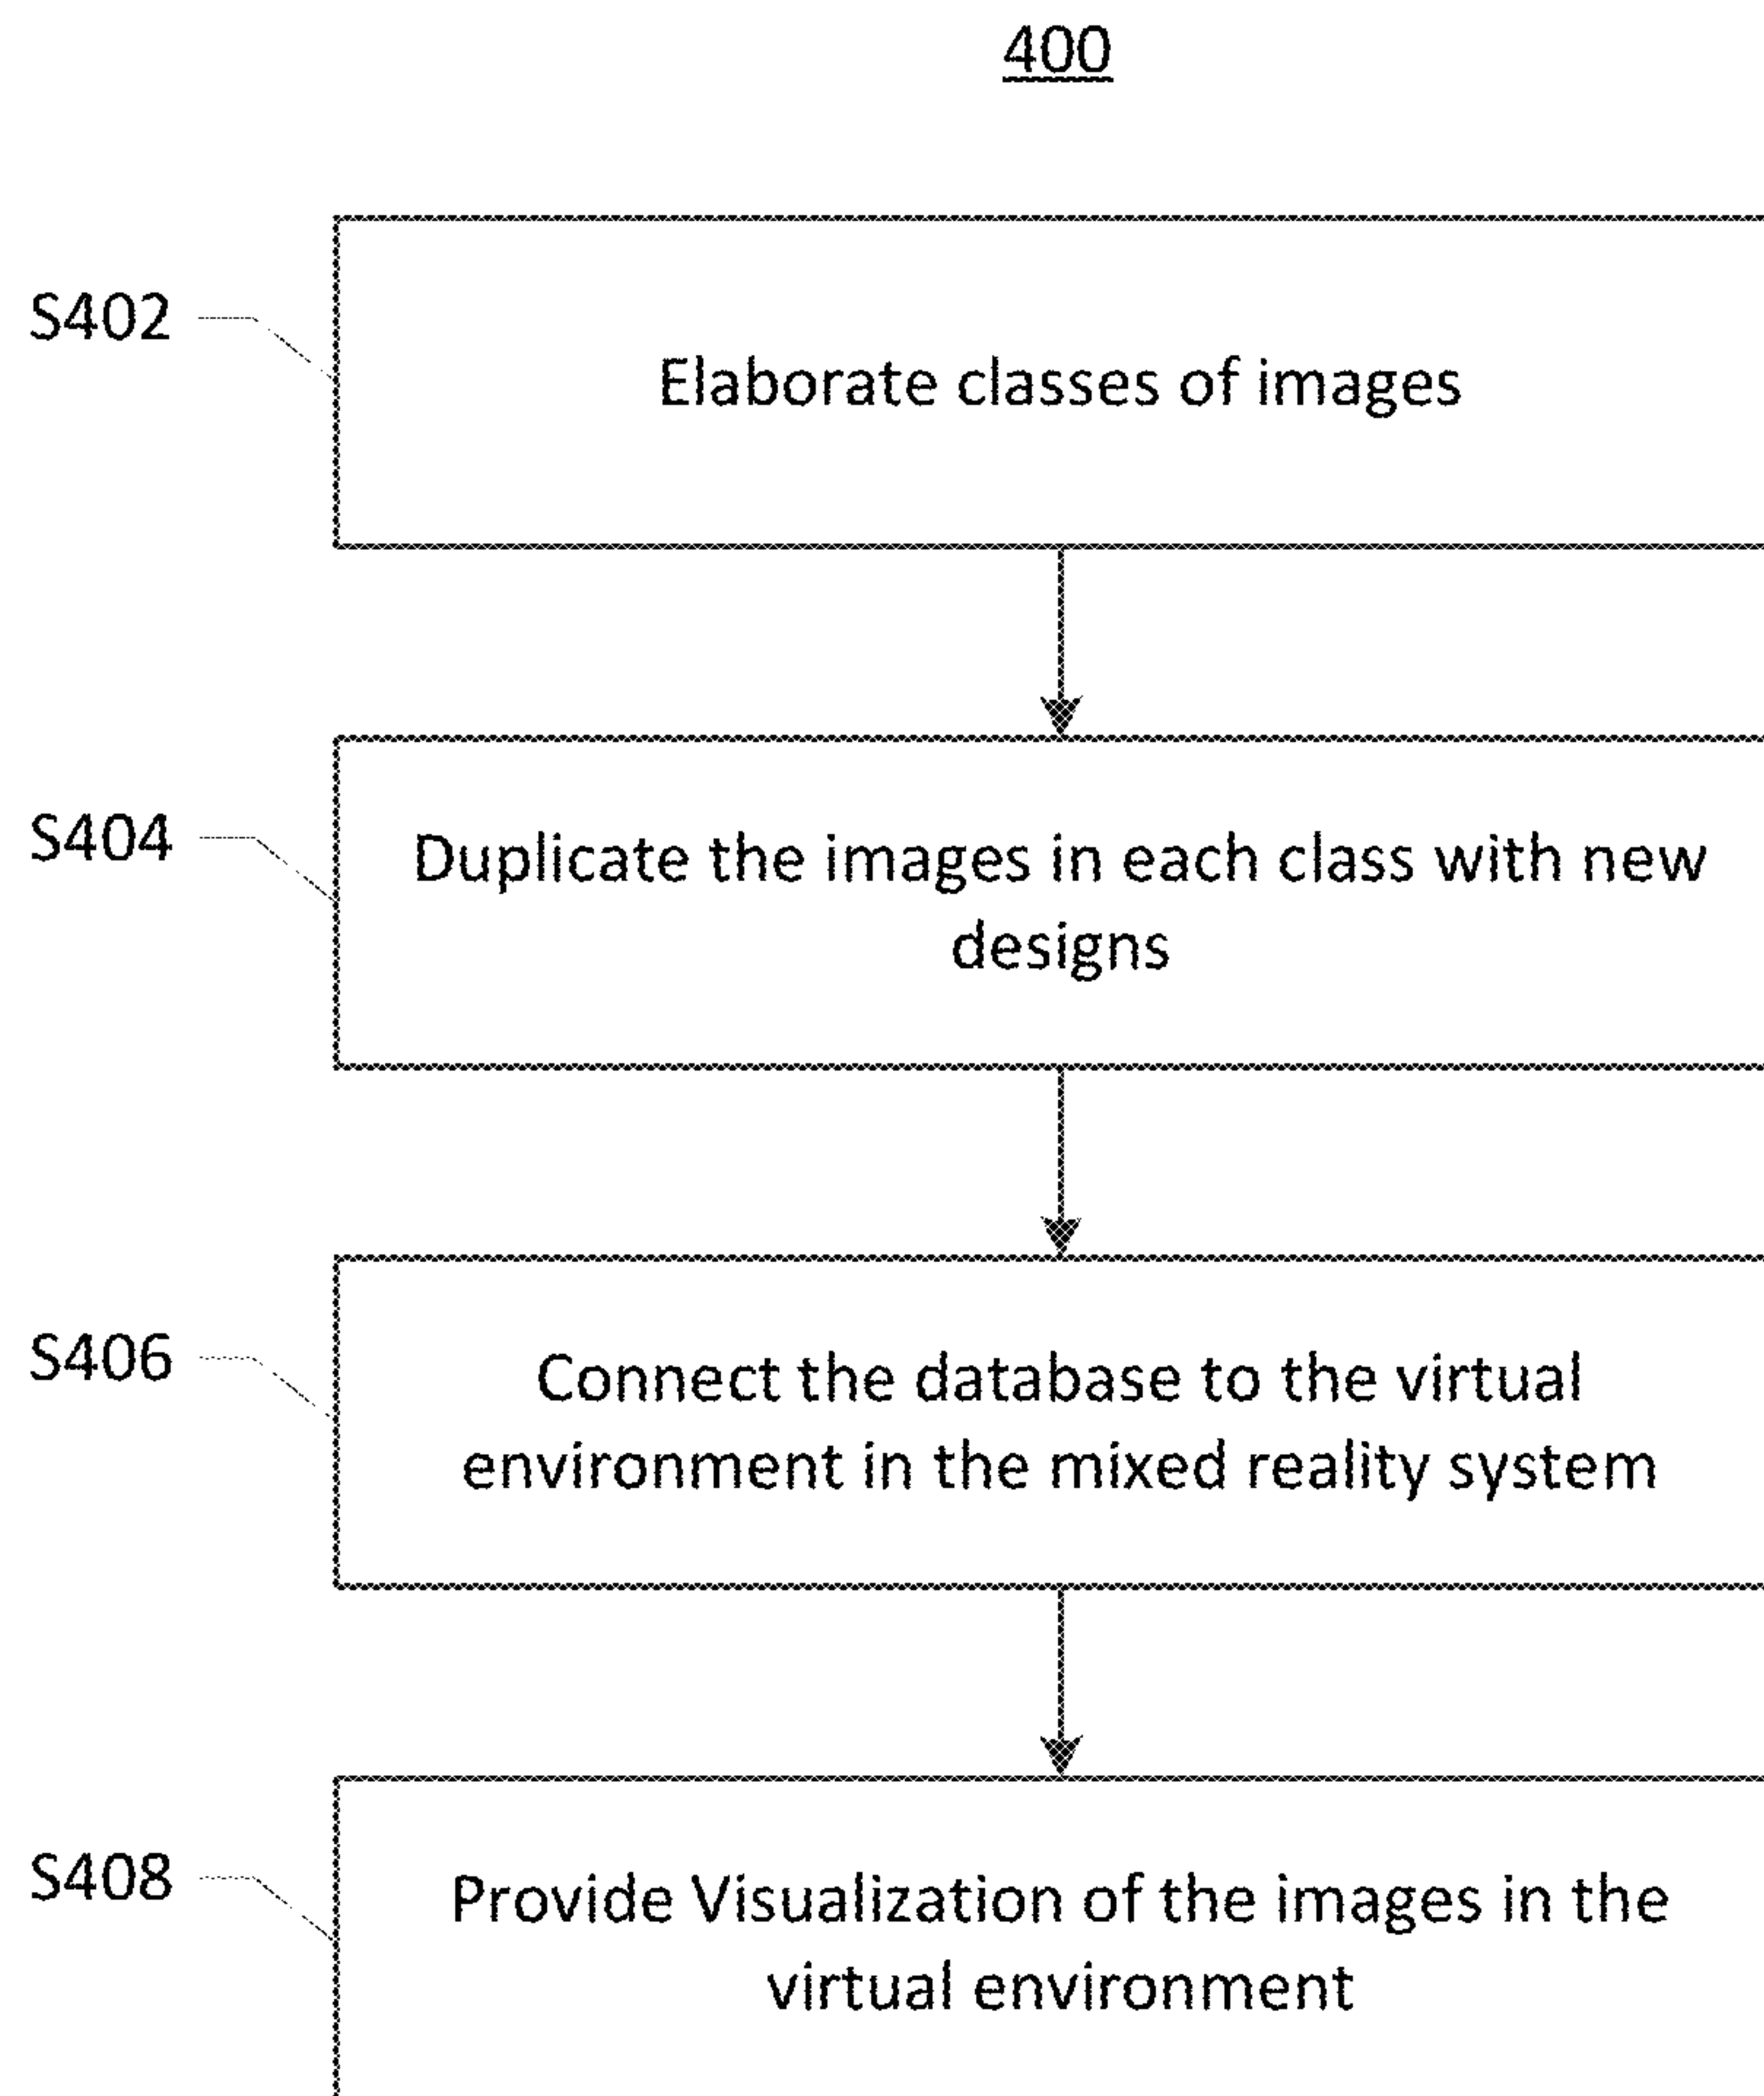 400
S402
Elaborate classes of images
S404
Duplicate the images in each class with new
designs
S406
Connect the database to the virtual
environment in the mixed reality system
S408
Provide Visualization of the images in the
virtual environment